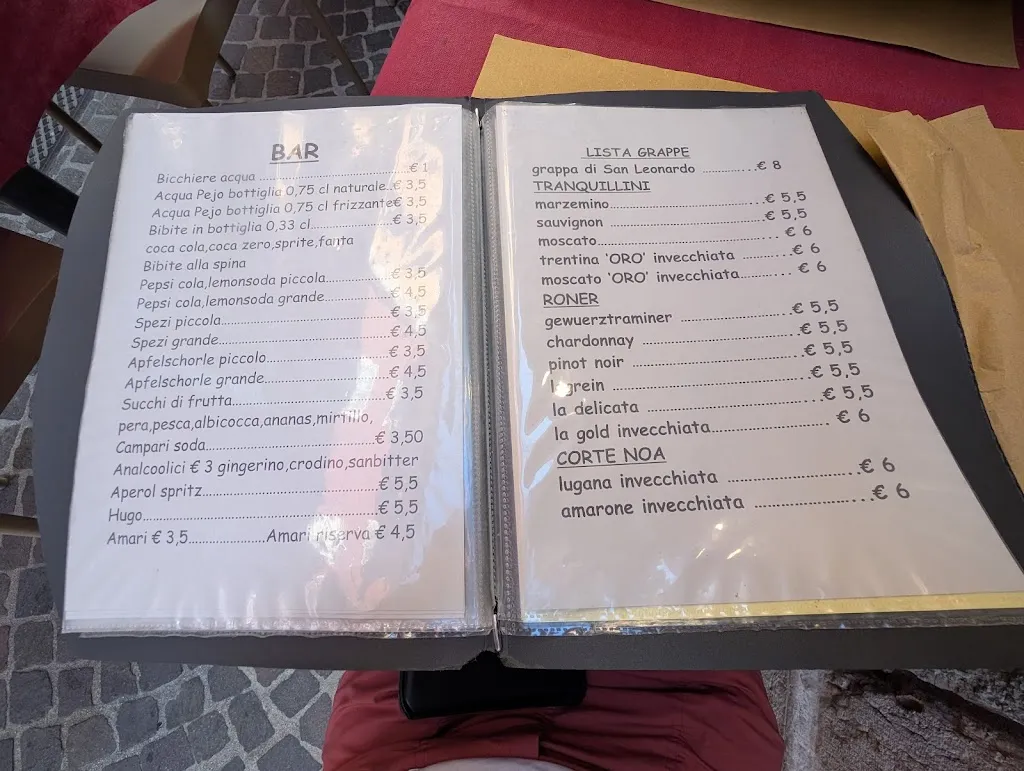 BAR
Bicchiere acqua ........................................€ 1
Acqua Pejo bottiglia 0,75 cl naturale..€ 3,5
Acqua Pejo bottiglia 0,75 cl frizzante€ 3,5
Bibite in bottiglia 0,33 cl......................€ 3,5
coca cola,coca zero,sprite,fanta
Bibite alla spina
Pepsi cola,lemonsoda piccola.................€ 3,5
Pepsi cola,lemonsoda grande..................€ 4,5
Spezi piccola............................................€ 3,5
Spezi grande............................................€ 4,5
Apfelschorle piccolo................................€ 3,5
Apfelschorle grande................................€ 4,5
Succhi di frutta.......................................€ 3,5
pera,pesca,albicocca,ananas,mirtillo,
Campari soda...........................................€ 3,50
Analcoolici € 3 gingerino,crodino,sanbitter
Aperol spritz............................................€ 5,5
Hugo..........................................................€ 5,5
Amari € 3,5......................Amari riserva € 4,5
LISTA GRAPPE
grappa di San Leonardo ................€ 8
TRANQUILLINI
marzemino.......................................€ 5,5
sauvignon .........................................€ 5,5
moscato............................................. € 6
trentina 'ORO' invecchiata ................€ 6
moscato 'ORO' invecchiata................ € 6
RONER
gewuerztraminer ..............................€ 5,5
chardonnay ..........................................€ 5,5
pinot noir .............................................€ 5,5
.................................................€ 5,5
la delicata ...........................................€ 5,5
la gold invecchiata............................. € 6
CORTE NOA
lugana invecchiata ................................€ 6
amarone invecchiata .............................€ 6